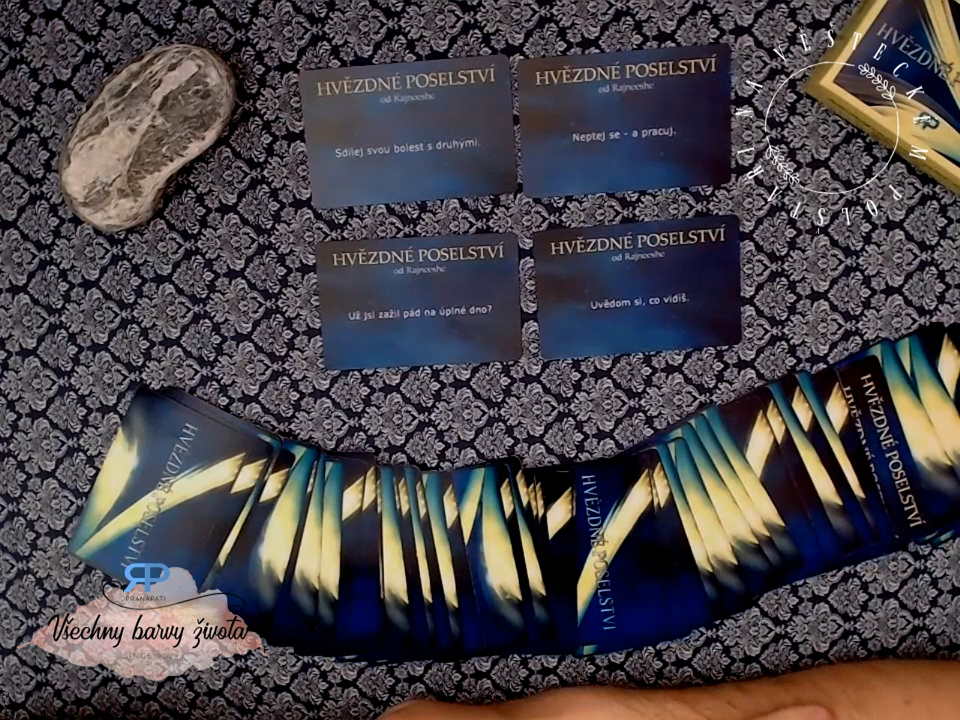 HVĚZDNÉ POSELSTVÍ
od Rajneeshe
Sdílej svou bolest s druhými.
HVĚZDNÉ POSELSTVÍ
od Rajneeshe
Neptej se - a pracuj.
HVĚZDNÉ POSELSTVÍ
od Rajneeshe
Už jsi zažil pád na úplné dno?
HVĚZDNÉ POSELSTVÍ
od Rajneeshe
Uvědom si, co vidíš.
HVĚZDNÉ
HVĚZDNÉ POSELSTVÍ
HVĚZDNÉ POSELSTVÍ
HVĚZDNÉ POSELSTVÍ
RP
PRANAPATI
Všechny barvy života